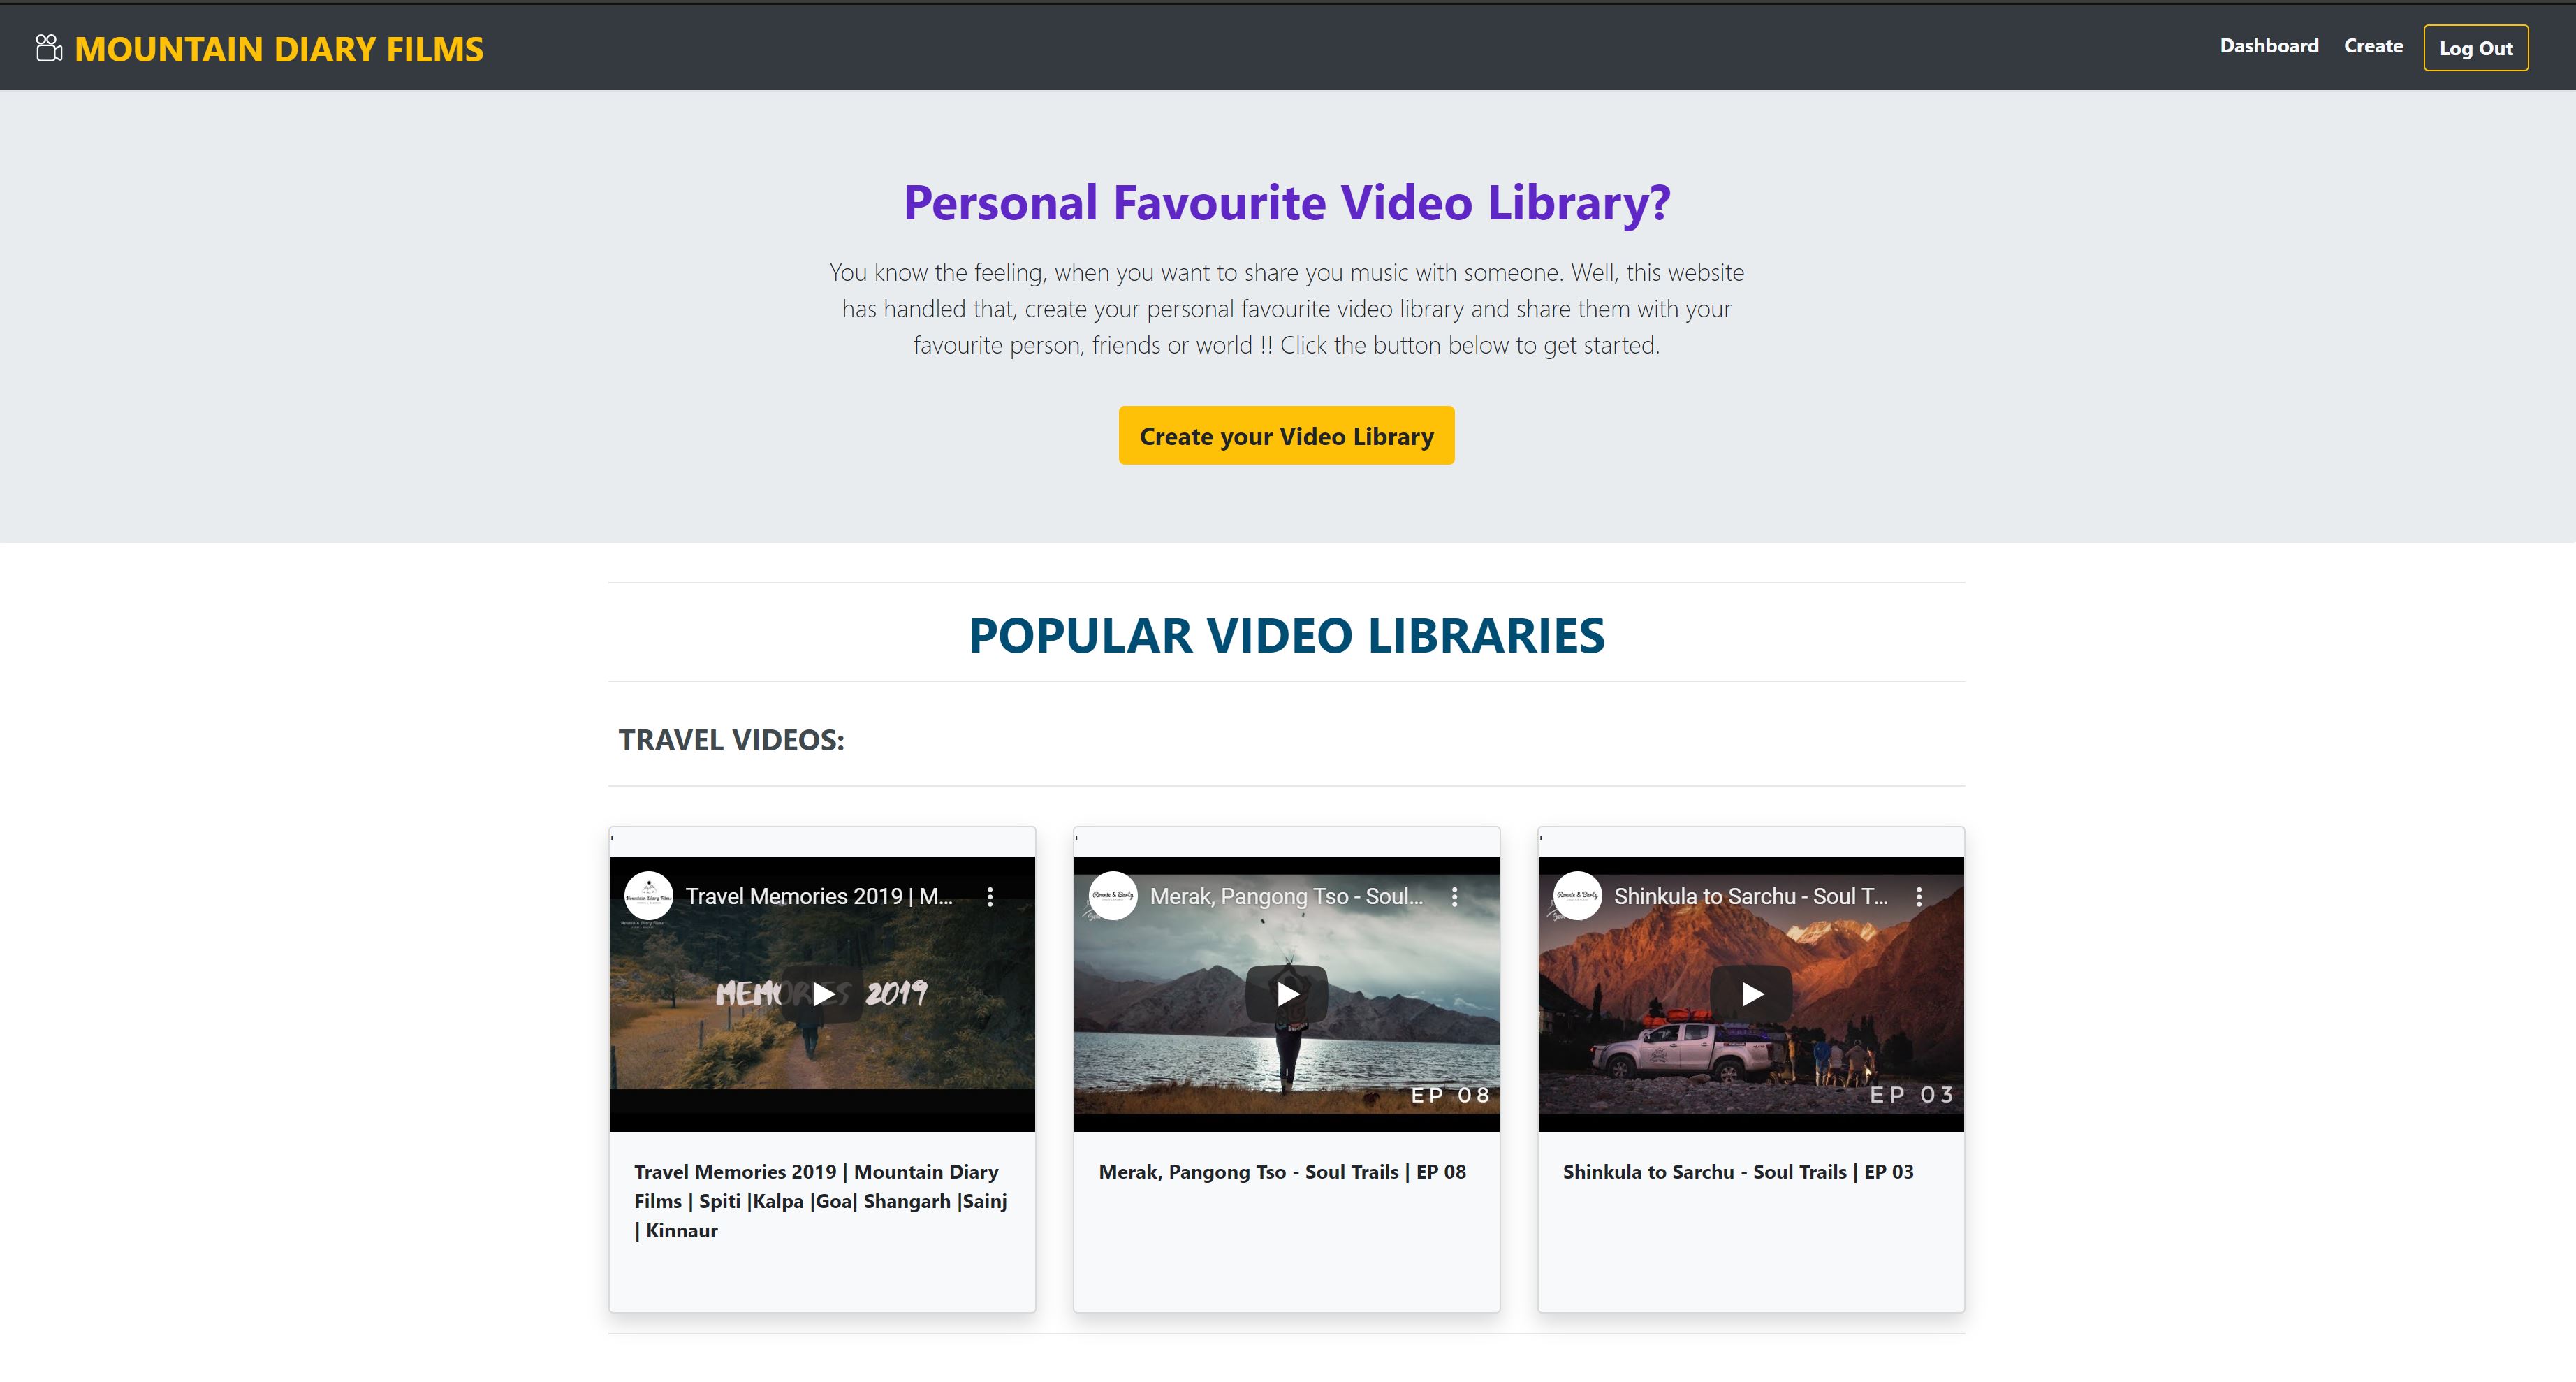 MOUNTAIN DIARY FILMS
Dashboard
Create
Log Out
Personal Favourite Video Library?
You know the feeling, when you want to share you music with someone. Well, this website
has handled that, create your personal favourite video library and share them with your
favourite person, friends or world !! Click the button below to get started.
Create your Video Library
POPULAR VIDEO LIBRARIES
TRAVEL VIDEOS:
'
Travel Memories 2019 | M...
MEMORIES 2019
Travel Memories 2019 | Mountain Diary
Films | Spiti |Kalpa |Goa| Shangarh |Sainj
| Kinnaur
'
Ronnie & Barty
Merak, Pangong Tso - Soul...
EP 08
Merak, Pangong Tso - Soul Trails | EP 08
'
Ronnie & Barty
Shinkula to Sarchu - Soul T...
EP 03
Shinkula to Sarchu - Soul Trails | EP 03